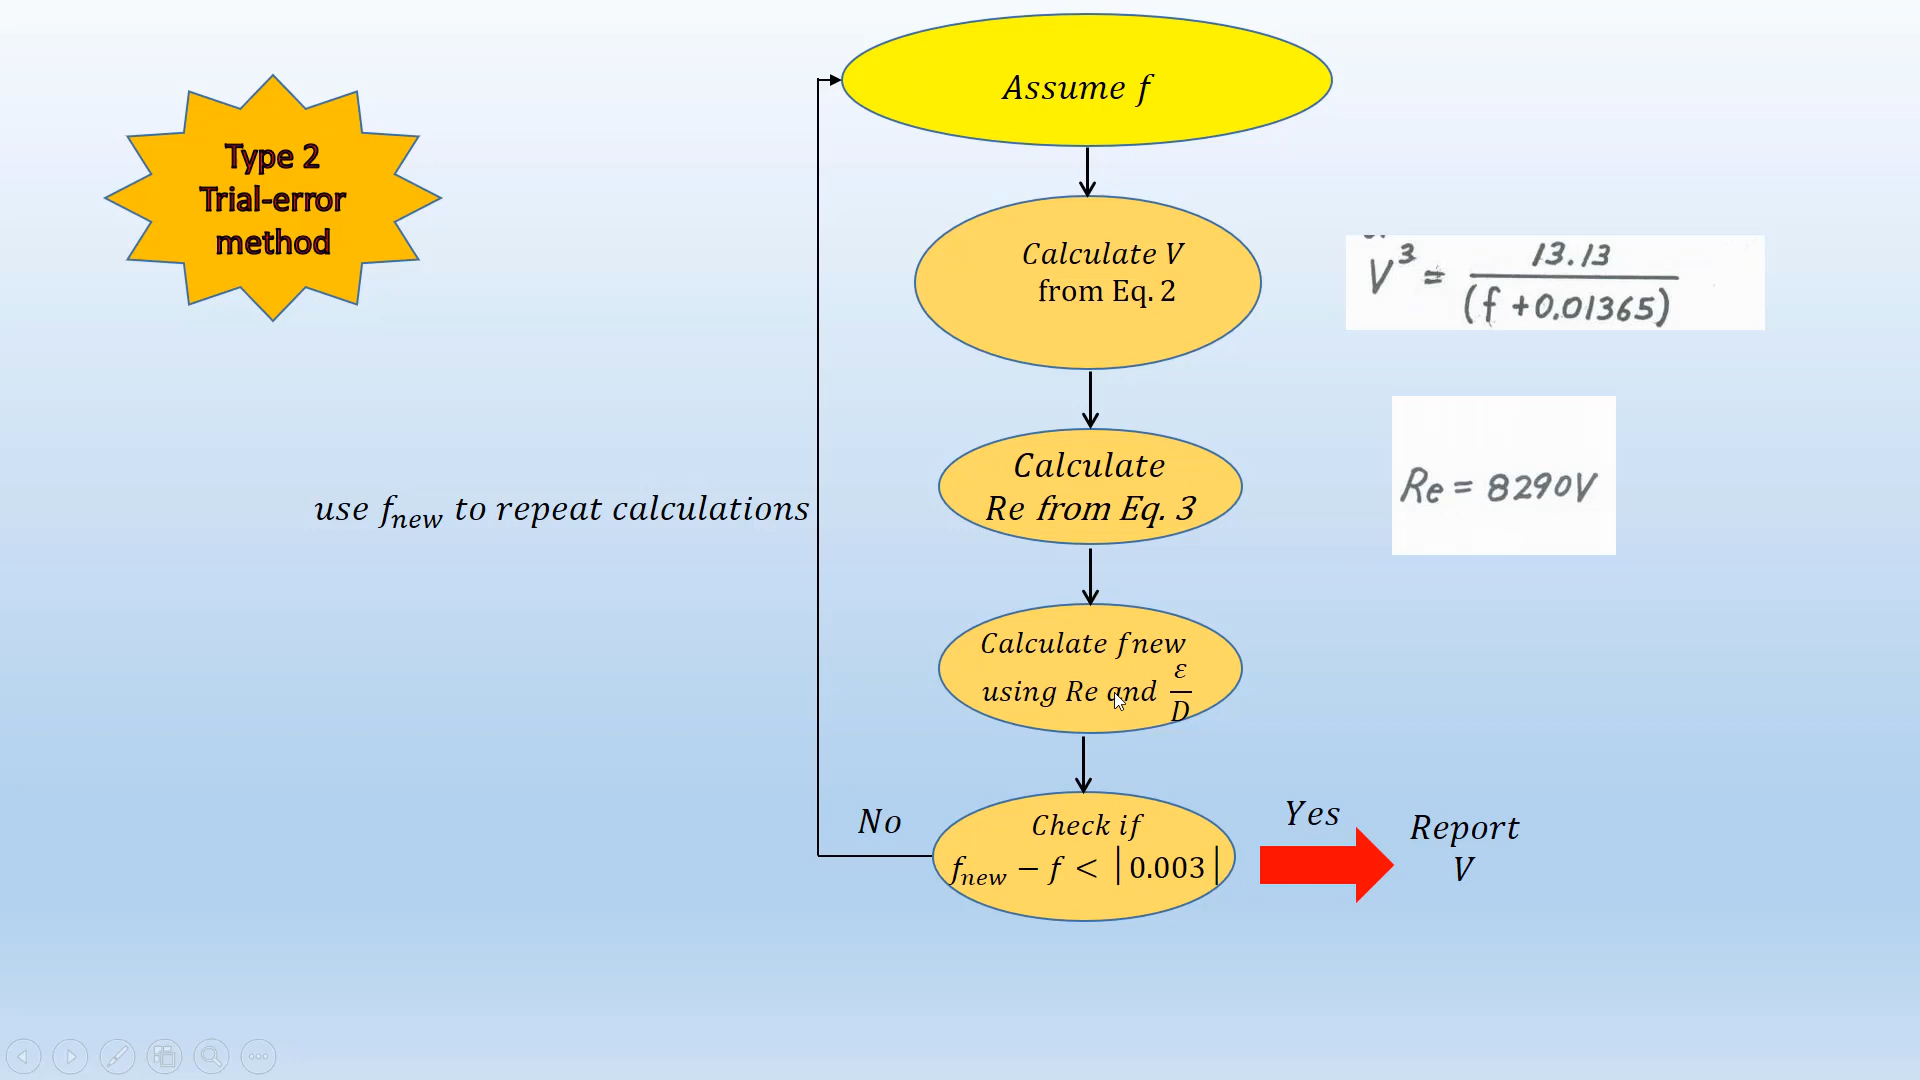 Type 2
Trial-error
method
Assume f
Calculate V
from Eq. 2
V³ = 13.13 / (f + 0.01365)
Calculate
Re from Eq. 3
Re = 8290V
use f_new to repeat calculations
Calculate fnew
using Re and ε/D
No
Check if
f_new − f < |0.003|
Yes
Report
V